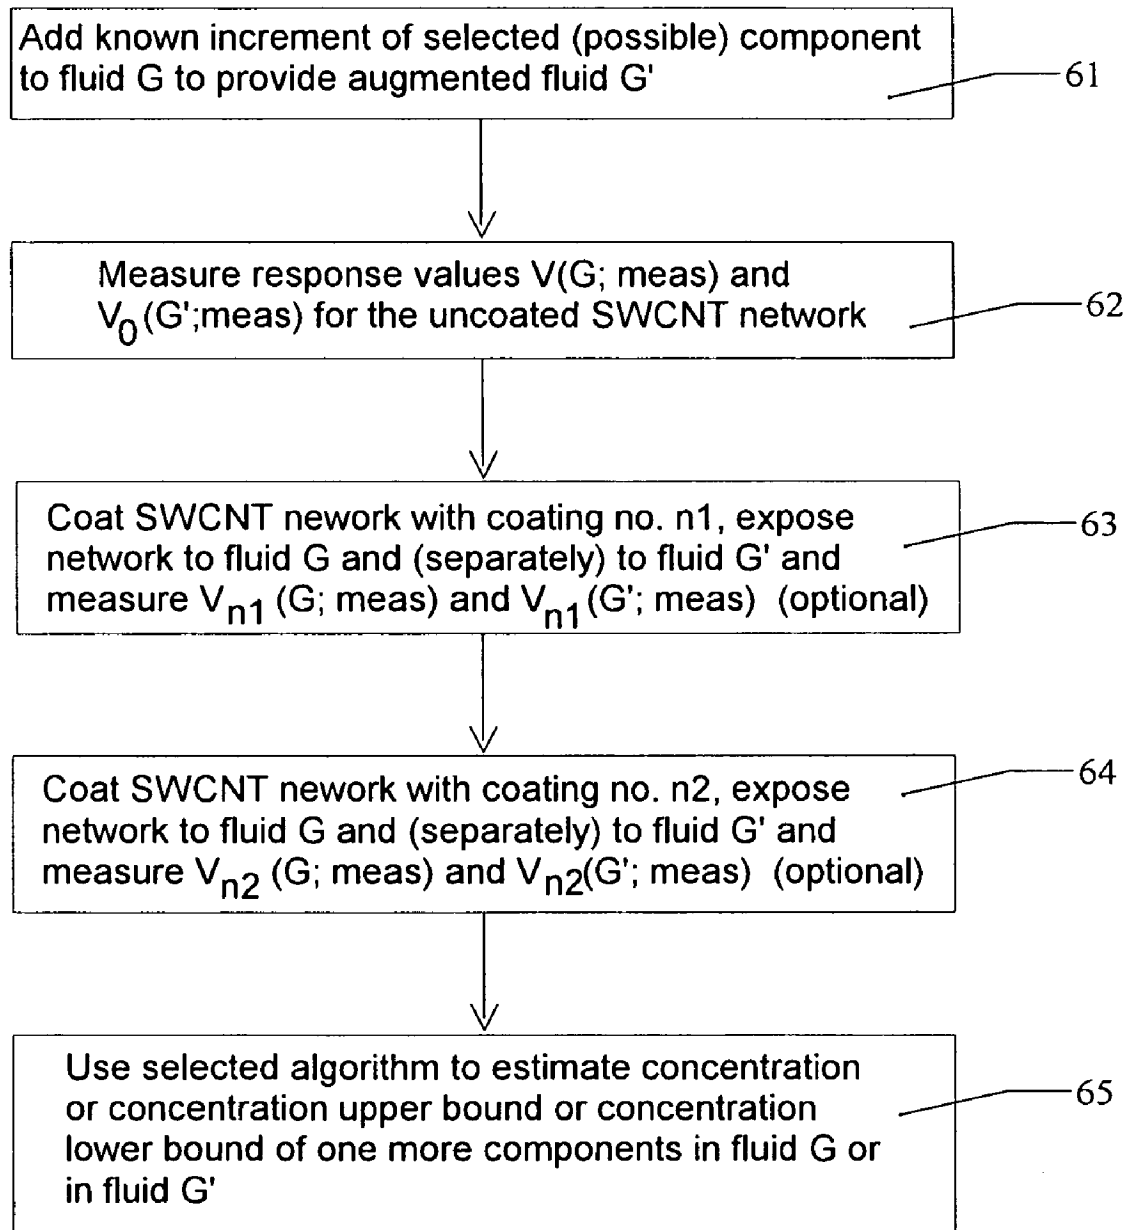 Add known increment of selected (possible) component
to fluid G to provide augmented fluid G'
61
Measure response values V(G; meas) and
V0 (G';meas) for the uncoated SWCNT network
62
Coat SWCNT nework with coating no. n1, expose
network to fluid G and (separately) to fluid G' and
measure Vn1 (G; meas) and Vn1 (G'; meas) (optional)
63
Coat SWCNT nework with coating no. n2, expose
network to fluid G and (separately) to fluid G' and
measure Vn2 (G; meas) and Vn2(G'; meas) (optional)
64
Use selected algorithm to estimate concentration
or concentration upper bound or concentration
lower bound of one more components in fluid G or
in fluid G'
65